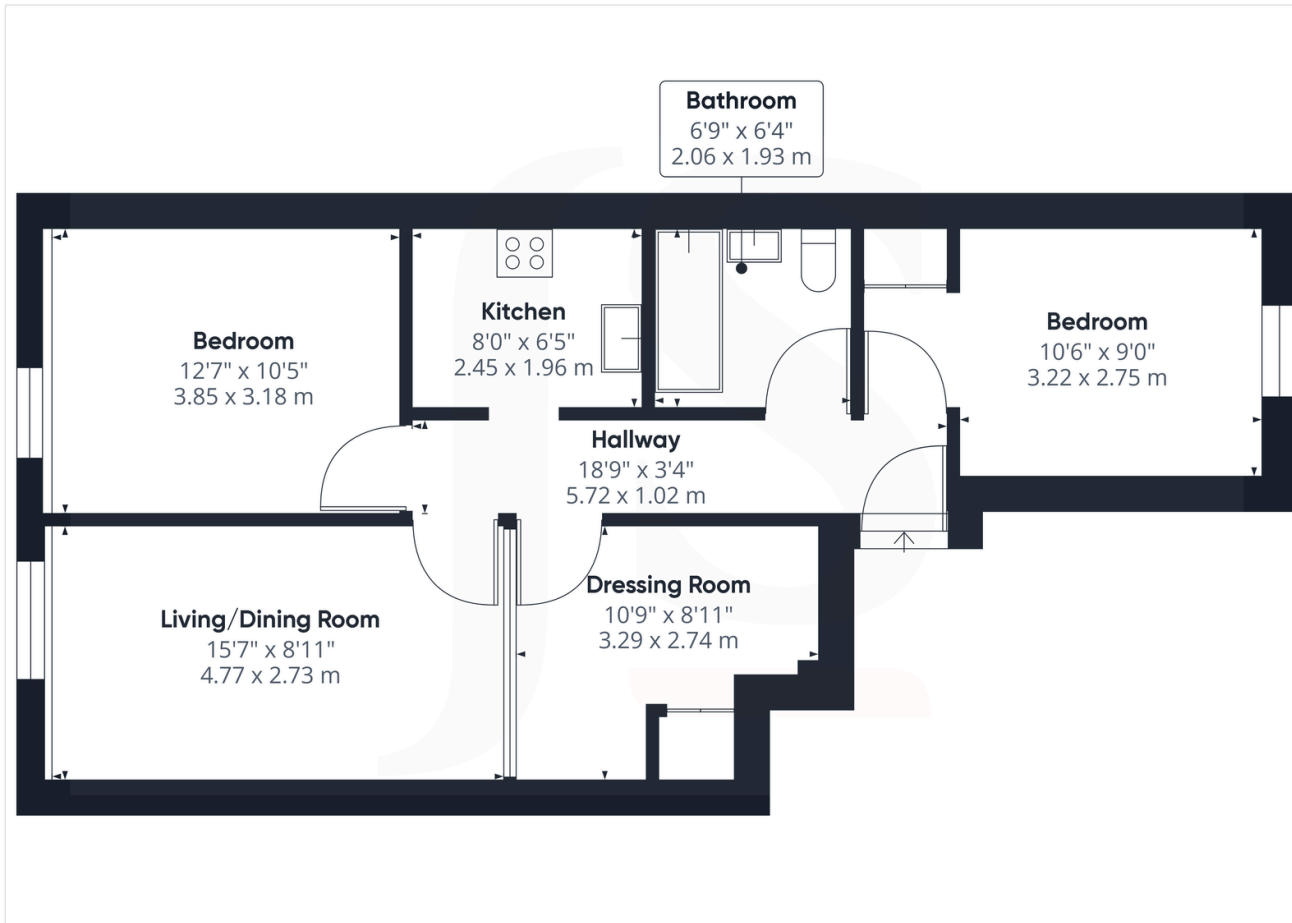 Bathroom
6'9" x 6'4"
2.06 x 1.93 m
Bedroom
12'7" x 10'5"
3.85 x 3.18 m
Kitchen
8'0" x 6'5"
2.45 x 1.96 m
Bedroom
10'6" x 9'0"
3.22 x 2.75 m
Hallway
18'9" x 3'4"
5.72 x 1.02 m
Living/Dining Room
15'7" x 8'11"
4.77 x 2.73 m
Dressing Room
10'9" x 8'11"
3.29 x 2.74 m